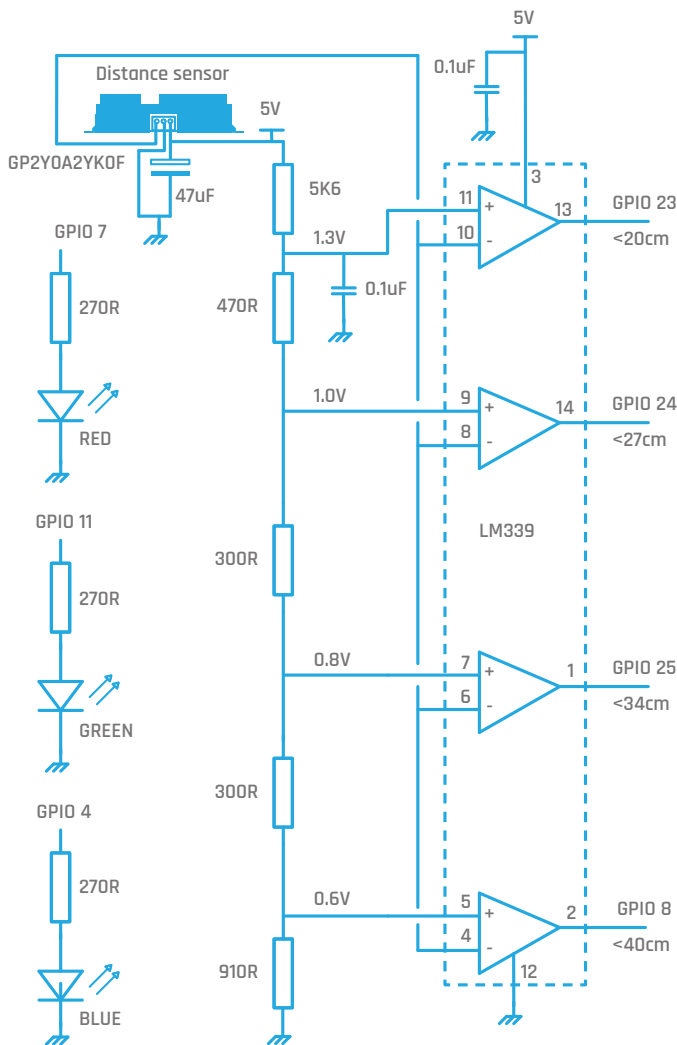 5V
0.1uF
Distance sensor
5V
GP2Y0A2YK0F
47uF
5K6
3
11
+
13
GPIO 23
<20cm
10
-
1.3V
0.1uF
GPIO 7
270R
470R
RED
1.0V
9
+
14
GPIO 24
<27cm
8
-
LM339
GPIO 11
270R
300R
GREEN
0.8V
7
+
1
GPIO 25
<34cm
6
-
GPIO 4
300R
270R
0.6V
5
+
2
GPIO 8
<40cm
4
-
12
910R
BLUE